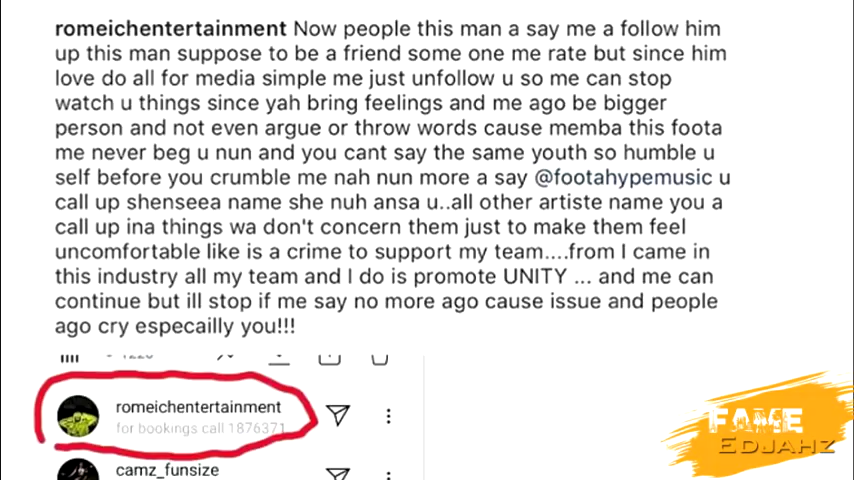 romeichentertainment Now people this man a say me a follow him
up this man suppose to be a friend some one me rate but since him
love do all for media simple me just unfollow u so me can stop
watch u things since yah bring feelings and me ago be bigger
person and not even argue or throw words cause memba this foota
me never beg u nun and you cant say the same youth so humble u
self before you crumble me nah nun more a say @footahypemusic u
call up shenseea name she nuh ansa u..all other artiste name you a
call up ina things wa don't concern them just to make them feel
uncomfortable like is a crime to support my team....from I came in
this industry all my team and I do is promote UNITY ... and me can
continue but ill stop if me say no more ago cause issue and people
ago cry especailly you!!!
romeichentertainment
for bookings call 1876371
camz_funsize
FAME
EDJAHZ